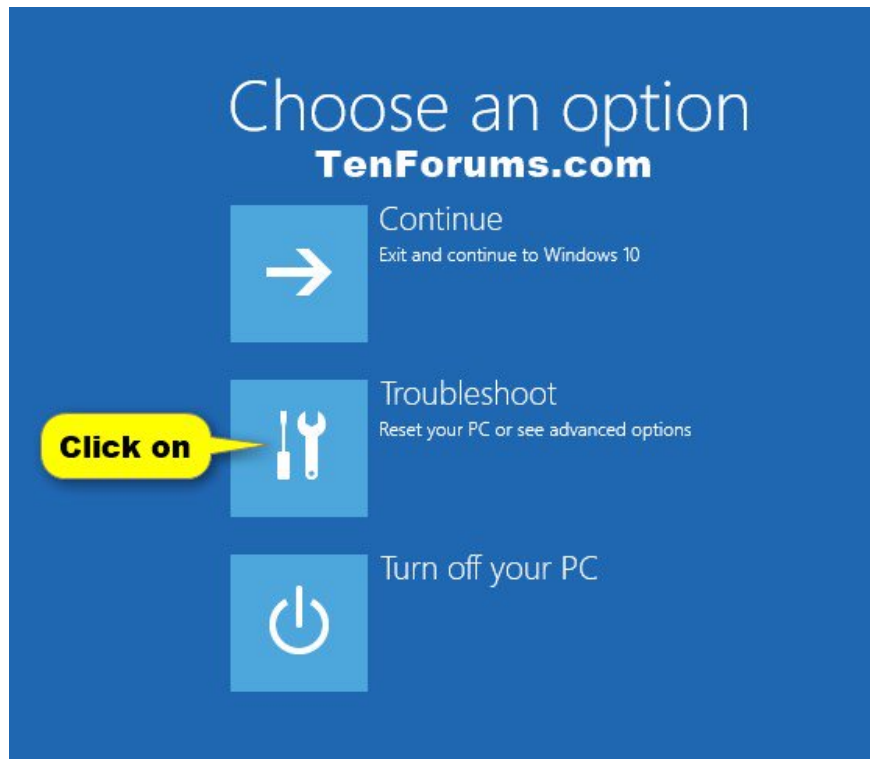 Choose an option
TenForums.com
Continue
Exit and continue to Windows 10
Troubleshoot
Reset your PC or see advanced options
Click on
Turn off your PC